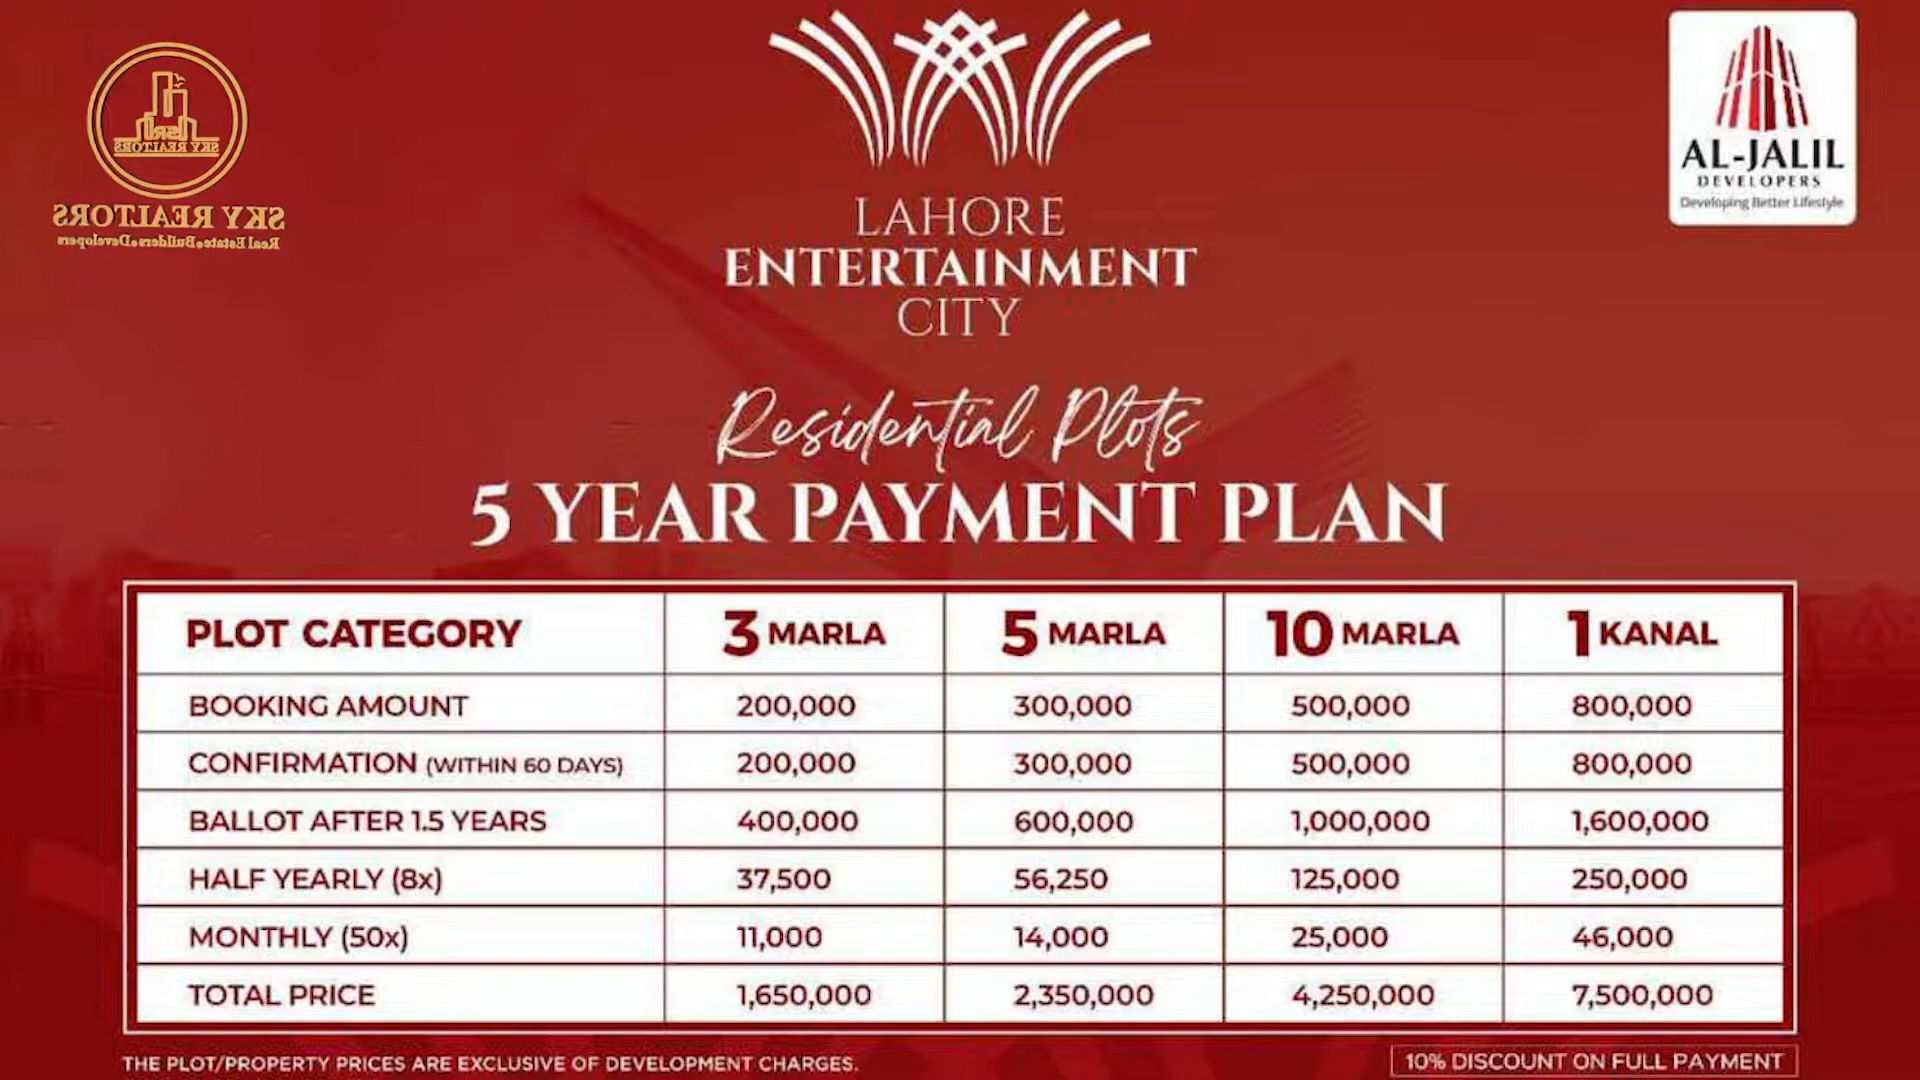 SKY REALTORS
SKY REALTORS
Real Estate.Builders.Developers
AL-JALIL
DEVELOPERS
Developing Better Lifestyle
LAHORE
ENTERTAINMENT
CITY
Residential Plots
5 YEAR PAYMENT PLAN
PLOT CATEGORY 3 MARLA 5 MARLA 10 MARLA 1 KANAL
BOOKING AMOUNT 200,000 300,000 500,000 800,000
CONFIRMATION (WITHIN 60 DAYS) 200,000 300,000 500,000 800,000
BALLOT AFTER 1.5 YEARS 400,000 600,000 1,000,000 1,600,000
HALF YEARLY (8x) 37,500 56,250 125,000 250,000
MONTHLY (50x) 11,000 14,000 25,000 46,000
TOTAL PRICE 1,650,000 2,350,000 4,250,000 7,500,000
THE PLOT/PROPERTY PRICES ARE EXCLUSIVE OF DEVELOPMENT CHARGES.
10% DISCOUNT ON FULL PAYMENT